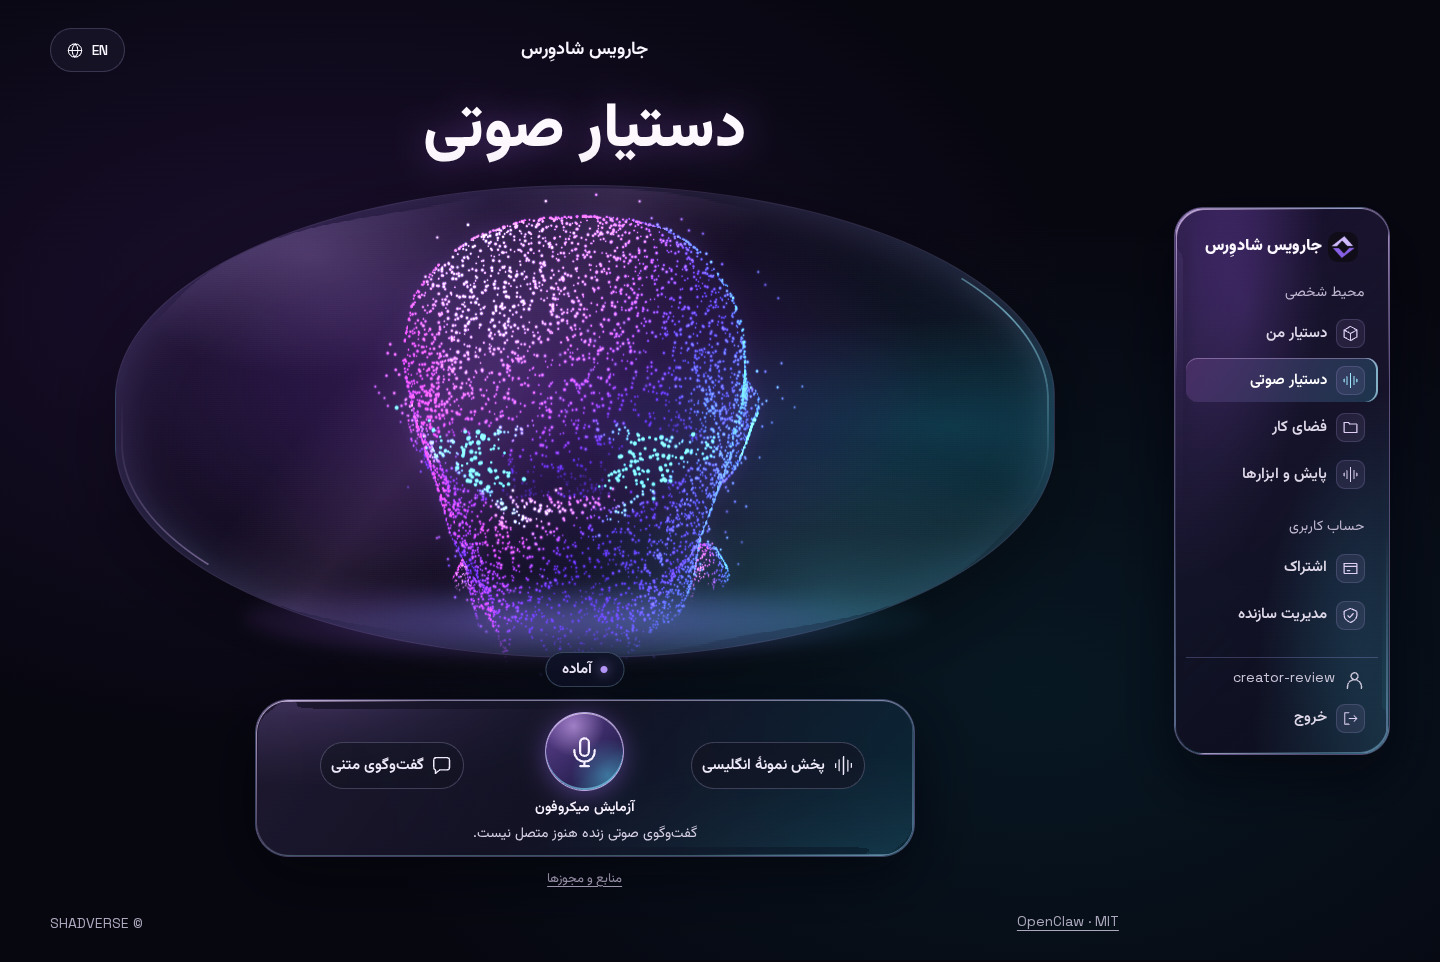 EN
جارویس شادوِرس
دستیار صوتی
جارویس شادوِرس
محیط شخصی
دستیار من
دستیار صوتی
فضای کار
پایش و ابزارها
حساب کاربری
اشتراک
مدیریت سازنده
creator-review
خروج
آماده
پخش نمونهٔ انگلیسی
گفت‌وگوی متنی
آزمایش میکروفون
گفت‌وگوی صوتی زنده هنوز متصل نیست.
منابع و مجوزها
OpenClaw · MIT
SHADVERSE ©